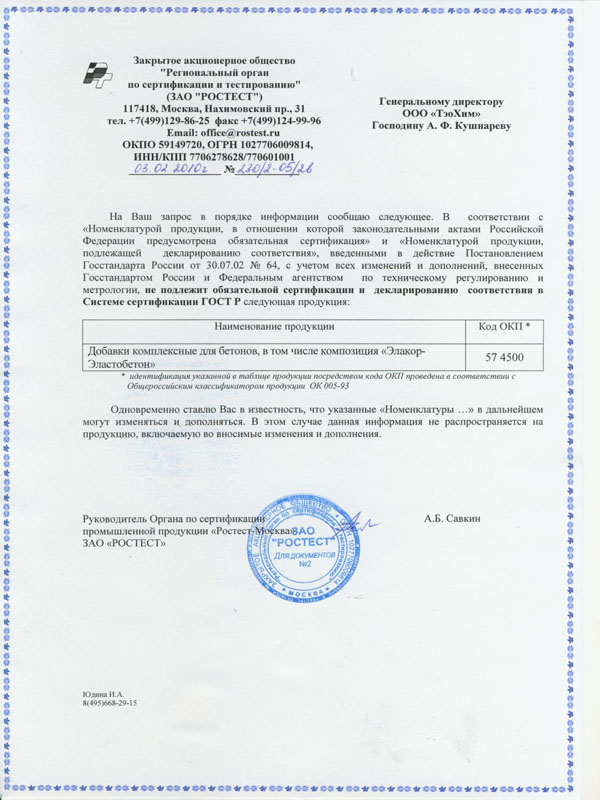 Закрытое акционерное общество
"Региональный орган
по сертификации и тестированию"
(ЗАО "РОСТЕСТ")
117418, Москва, Нахимовский пр., 31
тел. +7(499)129-86-25 факс +7(499)124-99-96
Email: office@rostest.ru
ОКПО 59149720, ОГРН 1027706009814,
ИНН/КПП 7706278628/770601001
03.02.2010г № 230/2-05/26
Генеральному директору
ООО «ТэоХим»
Господину А. Ф. Кушнареву
На Ваш запрос в порядке информации сообщаю следующее. В соответствии с
«Номенклатурой продукции, в отношении которой законодательными актами Российской
Федерации предусмотрена обязательная сертификация» и «Номенклатурой продукции,
подлежащей декларированию соответствия», введенными в действие Постановлением
Госстандарта России от 30.07.02 № 64, с учетом всех изменений и дополнений, внесенных
Госстандартом России и Федеральным агентством по техническому регулированию и
метрологии, не подлежит обязательной сертификации и декларированию соответствия в
Системе сертификации ГОСТ Р следующая продукция:
Наименование продукции
Код ОКП *
Добавки комплексные для бетонов, в том числе композиция «Элакор-
Эластобетон»
57 4500
* идентификация указанной в таблице продукции посредством кода ОКП проведена в соответствии с
Общероссийским классификатором продукции ОК 005-93
Одновременно ставлю Вас в известность, что указанные «Номенклатуры …» в дальнейшем
могут изменяться и дополняться. В этом случае данная информация не распространяется на
продукцию, включаемую во вносимые изменения и дополнения.
Руководитель Органа по сертификации
промышленной продукции «Ростест-Москва»
ЗАО «РОСТЕСТ»
А.Б. Савкин
ЗАО
"РОСТЕСТ"
Для документов
№2
МОСКВА
Юдина И.А.
8(495)668-29-15